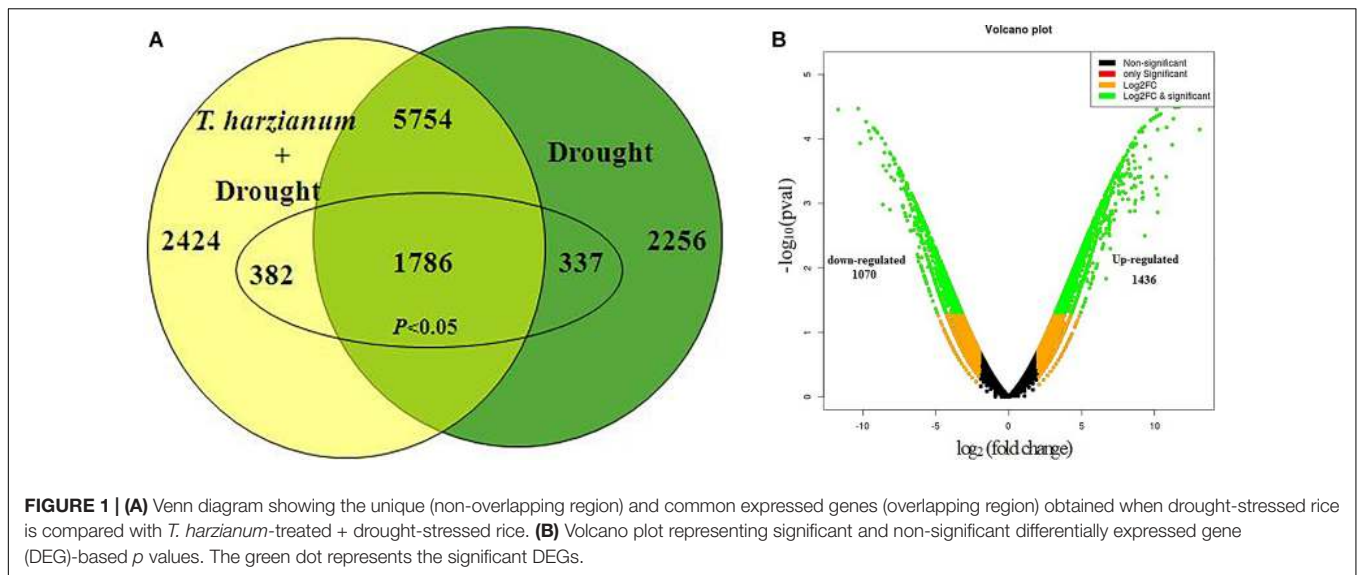 A
T. harzianum
+
Drought
5754
Drought
2424
382
1786
337
2256
P<0.05
B
Volcano plot
Non-significant
only Significant
Log2FC
Log2FC & significant
-log10(pval)
5
4
3
2
1
0
down-regulated
1070
Up-regulated
1436
-10 -5 0 5 10
log2 (fold change)
FIGURE 1 | (A) Venn diagram showing the unique (non-overlapping region) and common expressed genes (overlapping region) obtained when drought-stressed rice
is compared with T. harzianum-treated + drought-stressed rice. (B) Volcano plot representing significant and non-significant differentially expressed gene
(DEG)-based p values. The green dot represents the significant DEGs.